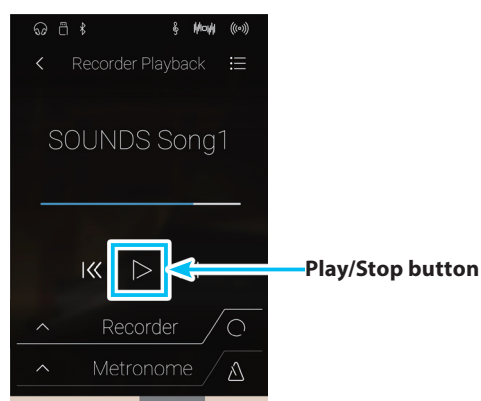 Recorder Playback
SOUNDS Song1
Play/Stop button
Recorder
Metronome